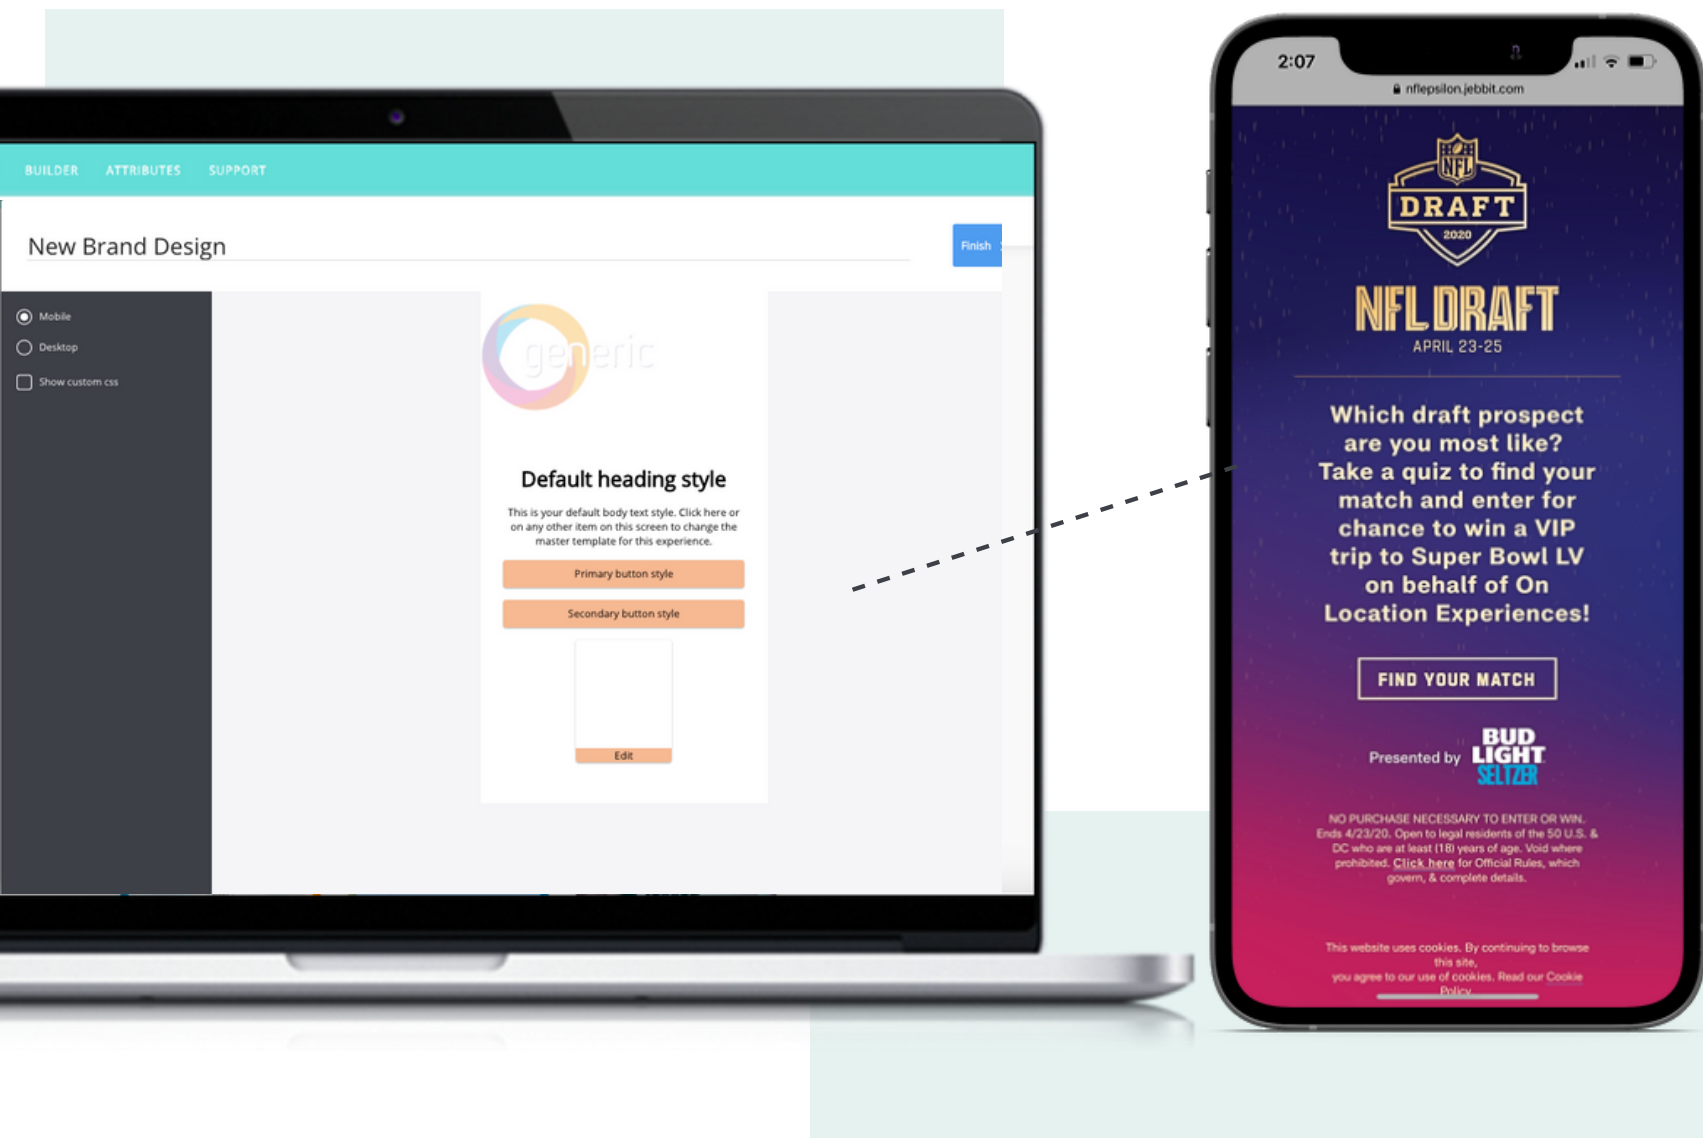 BUILDER ATTRIBUTES SUPPORT
New Brand Design
Finish
Mobile
Desktop
Show custom css
generic
Default heading style
This is your default body text style. Click here or
on any other item on this screen to change the
master template for this experience.
Primary button style
Secondary button style
Edit
2:07
nflepsilon.jebbit.com
NFL
DRAFT
2020
NFL DRAFT
APRIL 23-25
Which draft prospect
are you most like?
Take a quiz to find your
match and enter for
chance to win a VIP
trip to Super Bowl LV
on behalf of On
Location Experiences!
FIND YOUR MATCH
Presented by
BUD
LIGHT
SELTZER
NO PURCHASE NECESSARY TO ENTER OR WIN.
Ends 4/23/20. Open to legal residents of the 50 U.S. &
DC who are at least (18) years of age. Void where
prohibited. Click here for Official Rules, which
govern, & complete details.
This website uses cookies. By continuing to browse
this site,
you agree to our use of cookies. Read our Cookie
Policy